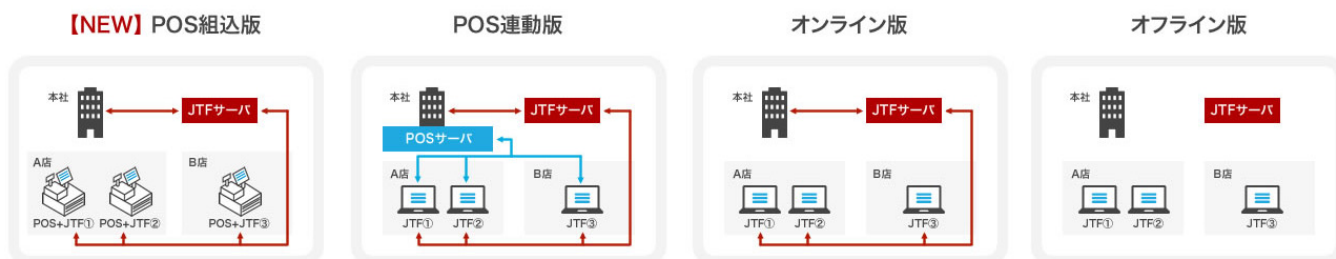 【NEW】POS組込版
本社
JTFサーバ
A店
B店
POS+JTF①
POS+JTF②
POS+JTF③
POS連動版
本社
JTFサーバ
POSサーバ
A店
B店
JTF①
JTF②
JTF③
オンライン版
本社
JTFサーバ
A店
B店
JTF①
JTF②
JTF③
オフライン版
本社
JTFサーバ
A店
B店
JTF①
JTF②
JTF③